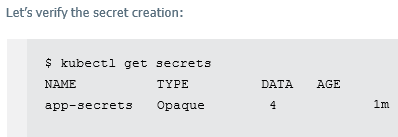 Let's verify the secret creation:
$ kubectl get secrets
NAME TYPE DATA AGE
app-secrets Opaque 4 1m